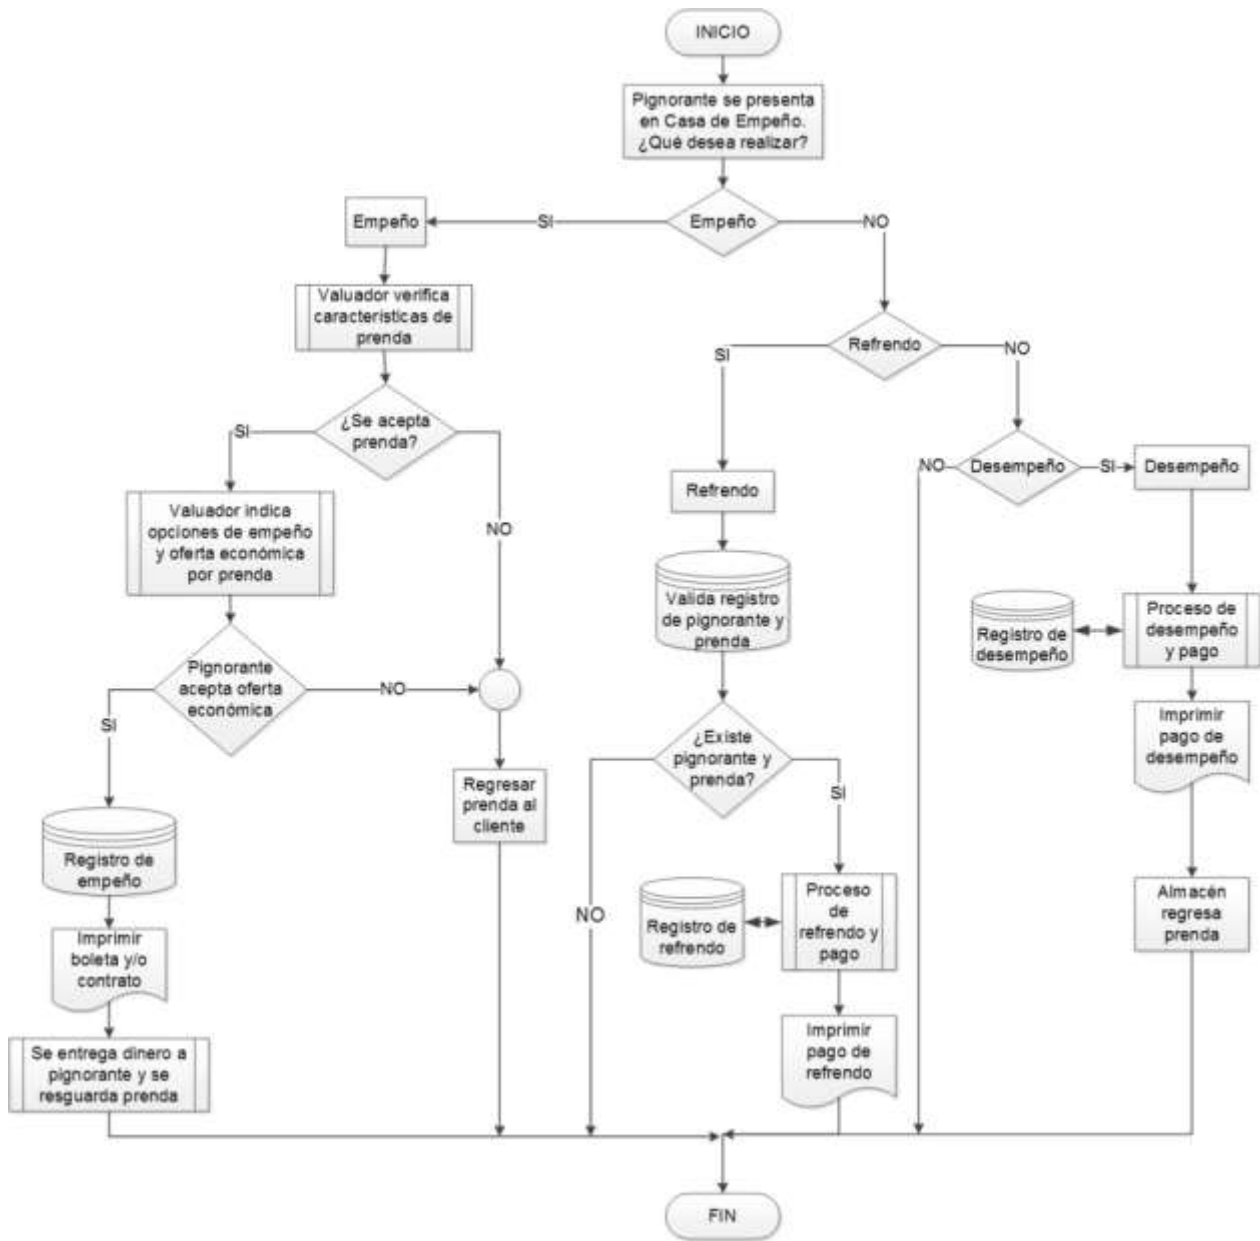 INICIO
Pignorante se presenta
en Casa de Empeño.
¿Qué desea realizar?
Empeño
SI
Empeño
NO
Valuador verifica
características de
prenda
Refrendo
SI
NO
¿Se acepta
prenda?
SI
NO
Desempeño
NO
SI
Desempeño
Refrendo
Valuador indica
opciones de empeño
y oferta económica
por prenda
Valida registro
de pignorante y
prenda
Registro de
desempeño
Proceso de
desempeño
y pago
Pignorante
acepta oferta
económica
NO
SI
Imprimir
pago de
desempeño
¿Existe
pignorante y
prenda?
SI
NO
Regresar
prenda al
cliente
Registro de
empeño
Registro de
refrendo
Proceso
de
refrendo y
pago
Almacén
regresa
prenda
Imprimir
boleta y/o
contrato
Imprimir
pago de
refrendo
Se entrega dinero a
pignorante y se
resguarda prenda
FIN